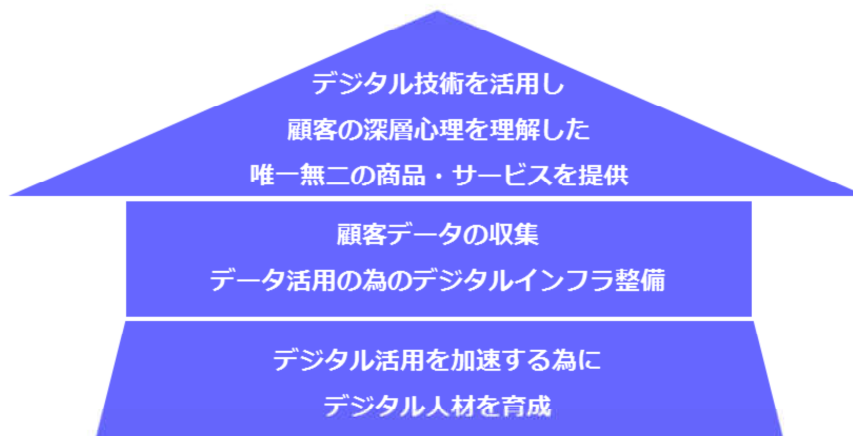 デジタル技術を活用し
顧客の深層心理を理解した
唯一無二の商品・サービスを提供
顧客データの収集
データ活用の為のデジタルインフラ整備
デジタル活用を加速する為に
デジタル人材を育成